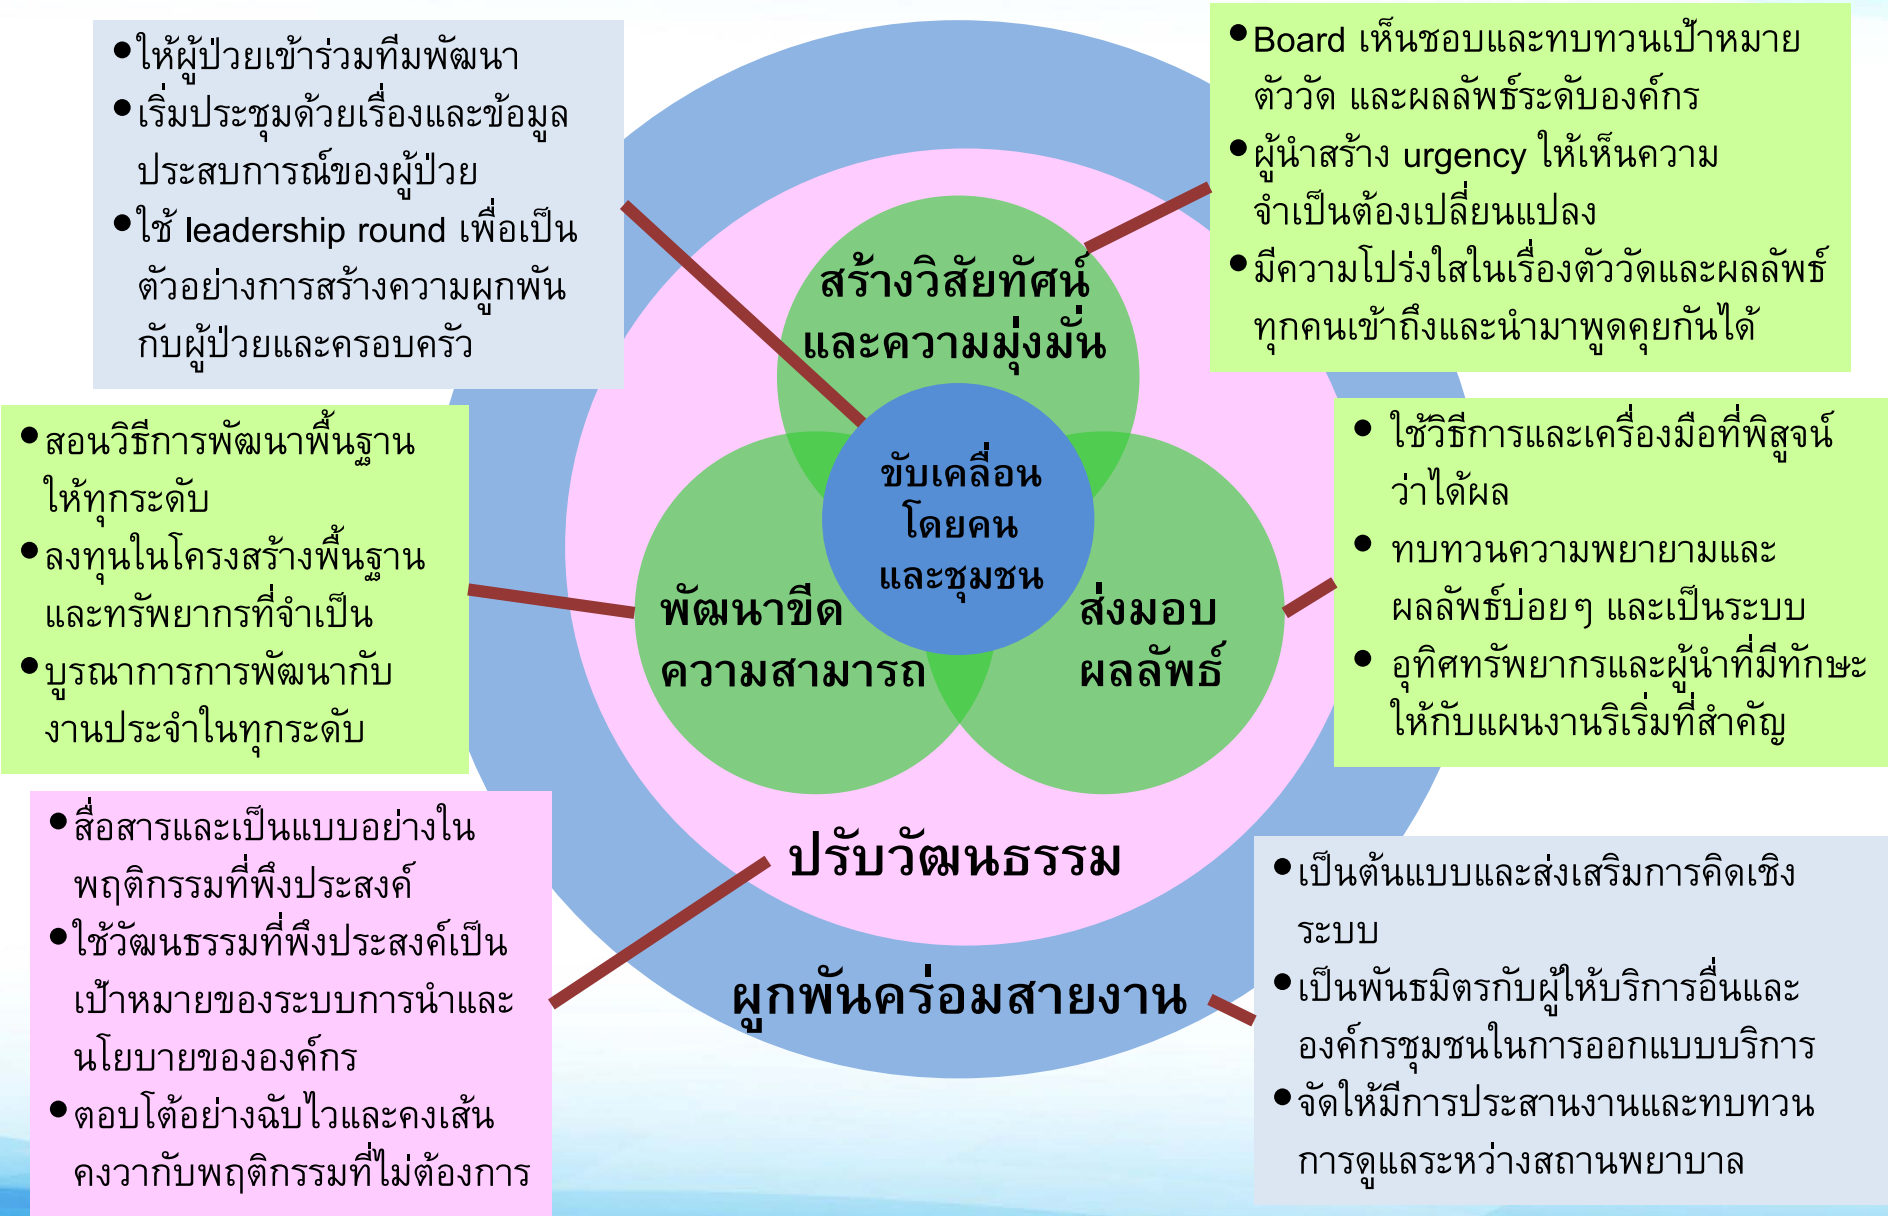 •ให้ผู้ป่วยเข้าร่วมทีมพัฒนา
•เริ่มประชุมด้วยเรื่องและข้อมูล
ประสบการณ์ของผู้ป่วย
•ใช้ leadership round เพื่อเป็น
ตัวอย่างการสร้างความผูกพัน
กับผู้ป่วยและครอบครัว
•Board เห็นชอบและทบทวนเป้าหมาย
ตัววัด และผลลัพธ์ระดับองค์กร
•ผู้นำสร้าง urgency ให้เห็นความ
จำเป็นต้องเปลี่ยนแปลง
•มีความโปร่งใสในเรื่องตัววัดและผลลัพธ์
ทุกคนเข้าถึงและนำมาพูดคุยกันได้
สร้างวิสัยทัศน์
และความมุ่งมั่น
•สอนวิธีการพัฒนาพื้นฐาน
ให้ทุกระดับ
•ลงทุนในโครงสร้างพื้นฐาน
และทรัพยากรที่จำเป็น
•บูรณาการการพัฒนากับ
งานประจำในทุกระดับ
ขับเคลื่อน
โดยคน
และชุมชน
พัฒนาขีด
ความสามารถ
ส่งมอบ
ผลลัพธ์
• ใช้วิธีการและเครื่องมือที่พิสูจน์
ว่าได้ผล
• ทบทวนความพยายามและ
ผลลัพธ์บ่อยๆ และเป็นระบบ
• อุทิศทรัพยากรและผู้นำที่มีทักษะ
ให้กับแผนงานริเริ่มที่สำคัญ
•สื่อสารและเป็นแบบอย่างใน
พฤติกรรมที่พึงประสงค์
•ใช้วัฒนธรรมที่พึงประสงค์เป็น
เป้าหมายของระบบการนำและ
นโยบายขององค์กร
•ตอบโต้อย่างฉับไวและคงเส้น
คงวากับพฤติกรรมที่ไม่ต้องการ
ปรับวัฒนธรรม
ผูกพันคร่อมสายงาน
•เป็นต้นแบบและส่งเสริมการคิดเชิง
ระบบ
•เป็นพันธมิตรกับผู้ให้บริการอื่นและ
องค์กรชุมชนในการออกแบบบริการ
•จัดให้มีการประสานงานและทบทวน
การดูแลระหว่างสถานพยาบาล